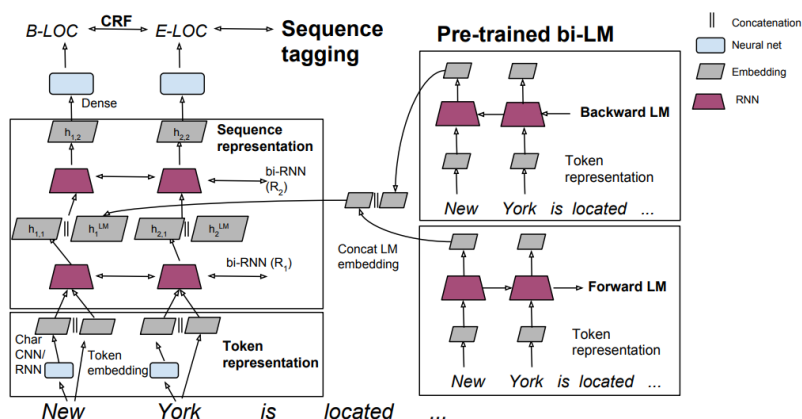 B-LOC
CRF
E-LOC
Sequence
tagging
Dense
h1,2
h2,2
Sequence
representation
bi-RNN
(R2)
h1,1
||
h1LM
h2,1
||
h2LM
bi-RNN (R1)
||
||
Char
CNN/
RNN
Token
embedding
Token
representation
New York is located ...
||
Concat LM
embedding
Pre-trained bi-LM
Backward LM
Token
representation
New York is located ...
Forward LM
Token
representation
New York is located ...
|| Concatenation
Neural net
Embedding
RNN